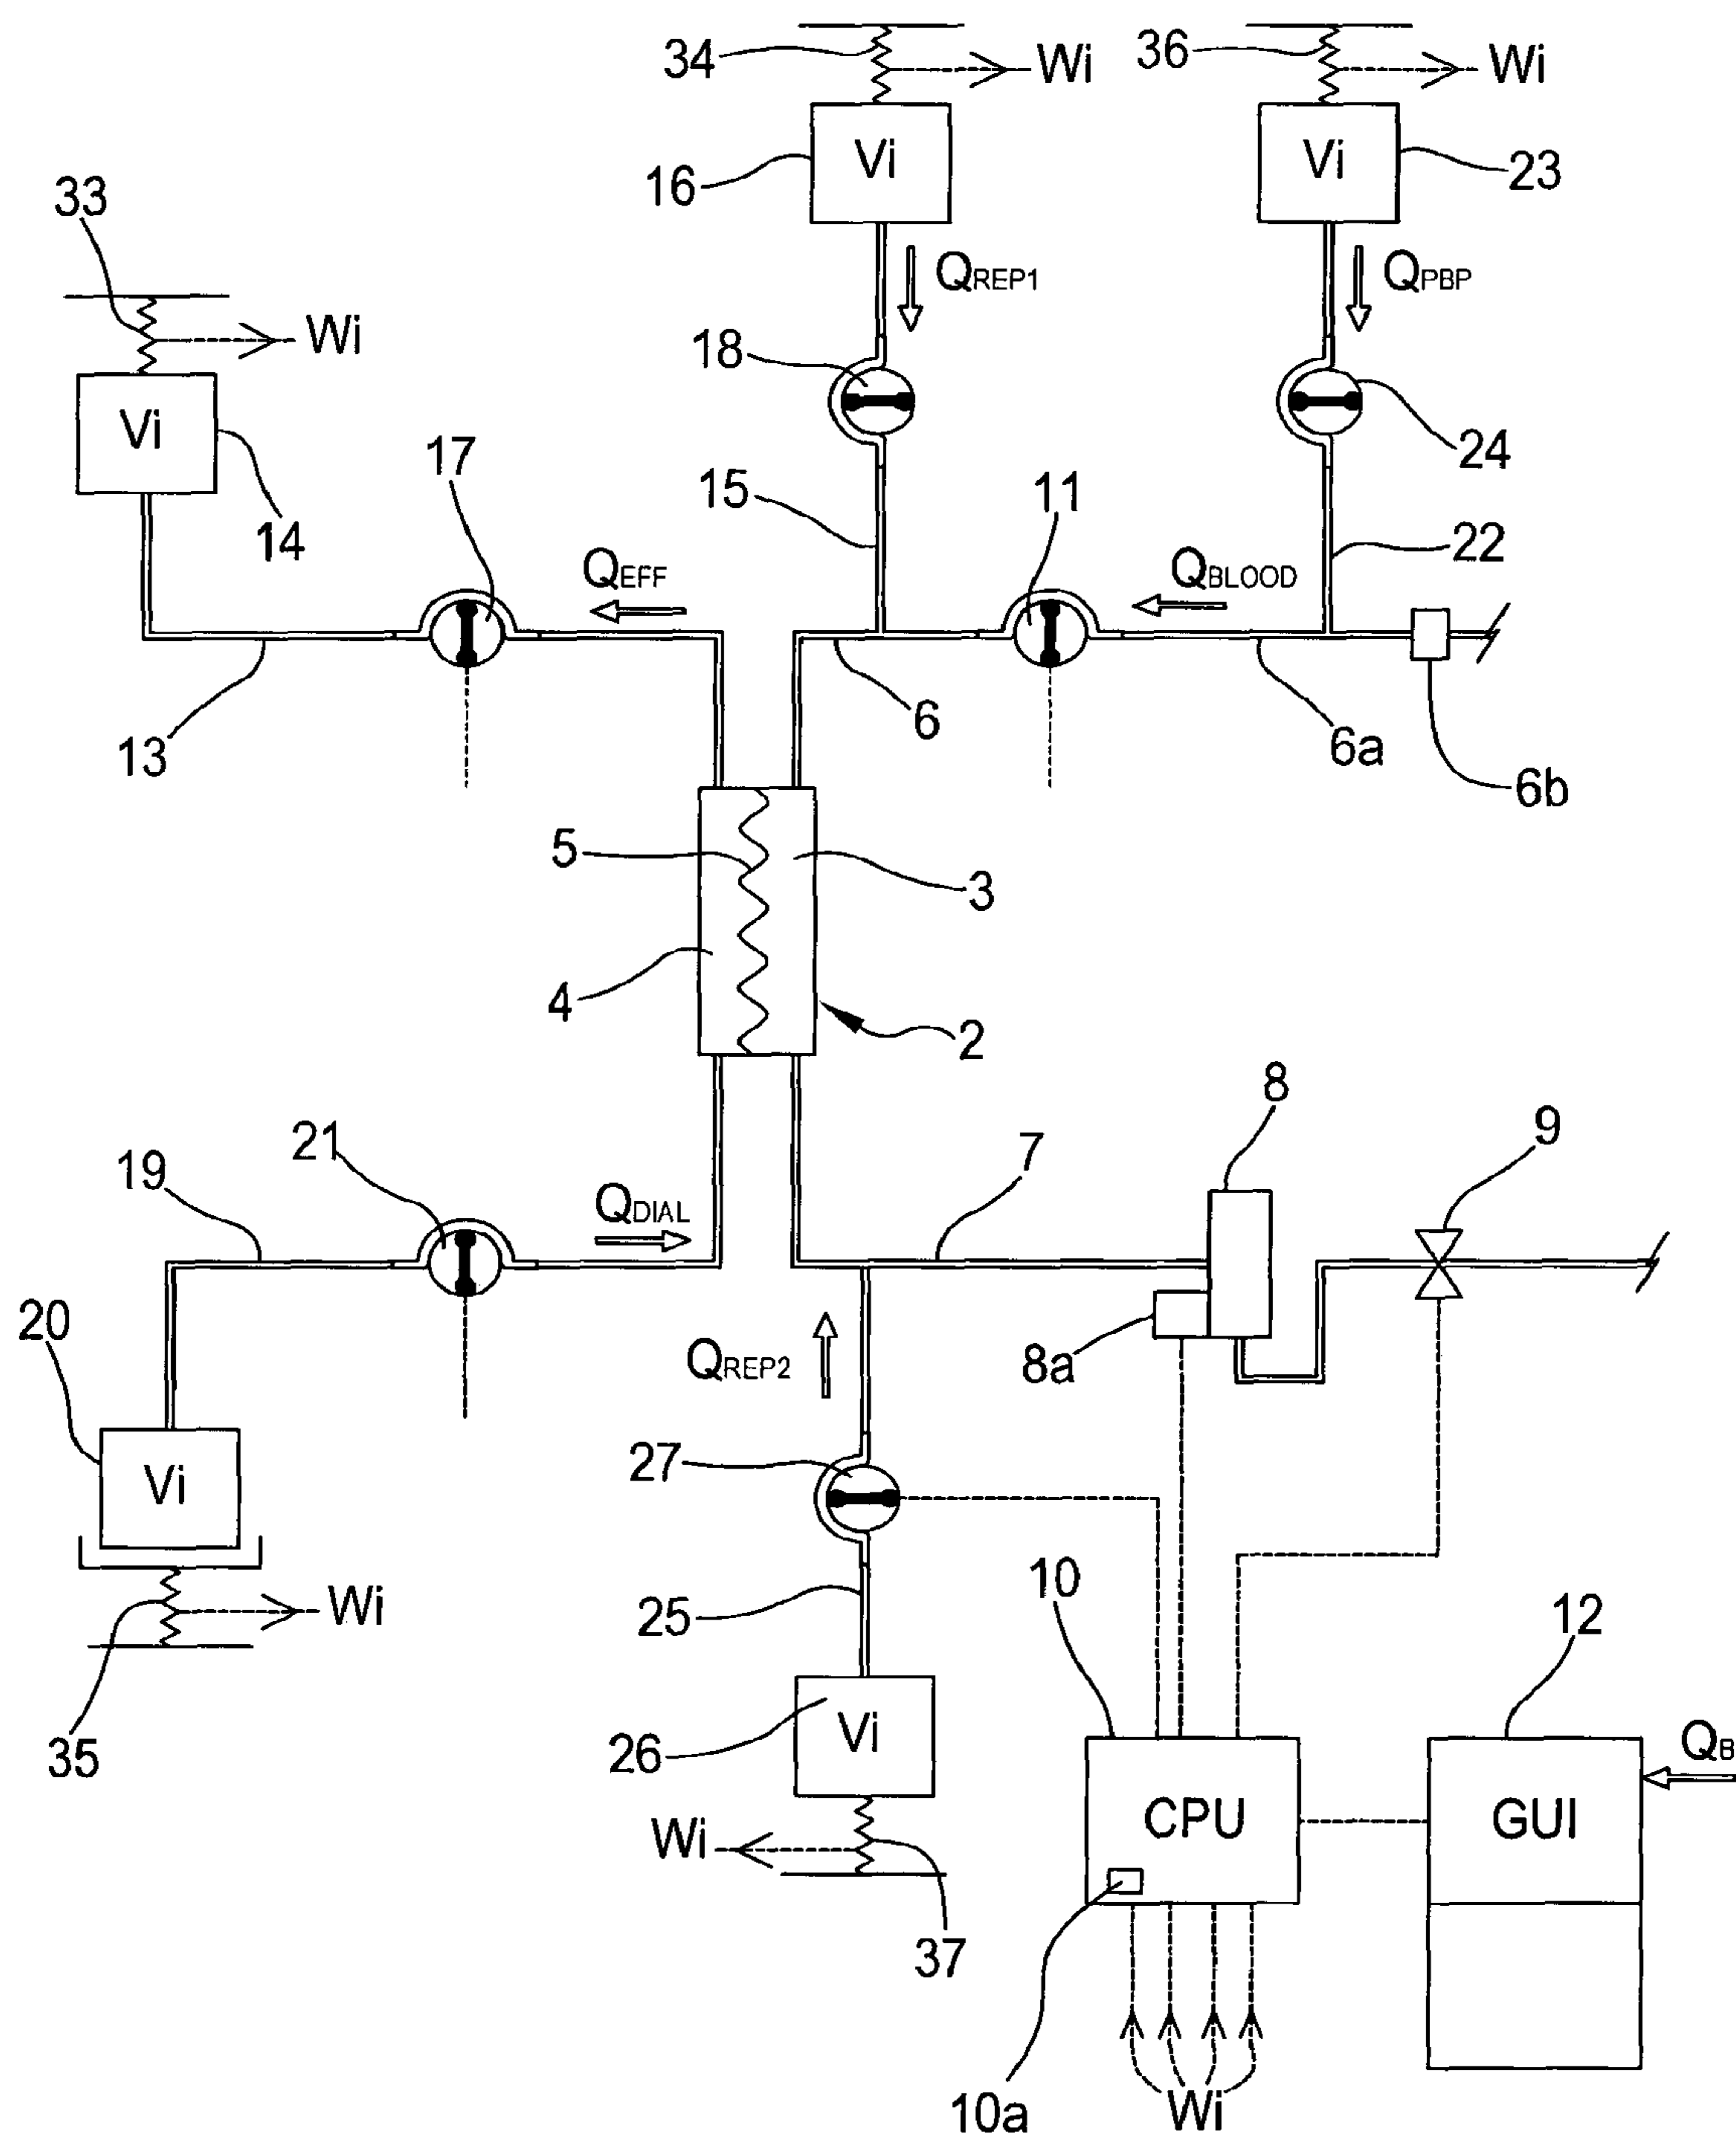 34
Wi
36
Wi
16
Vi
Vi
23
33
QREP1
QPBP
Wi
18
Vi
17
24
14
15
11
22
QEFF
QBLOOD
13
6
6a
6b
5
3
4
2
8
21
7
9
19
QDIAL
20
QREP2
8a
Vi
27
Wi
25
10
12
35
26
Vi
QB
CPU
GUI
Wi
37
10a
Wi